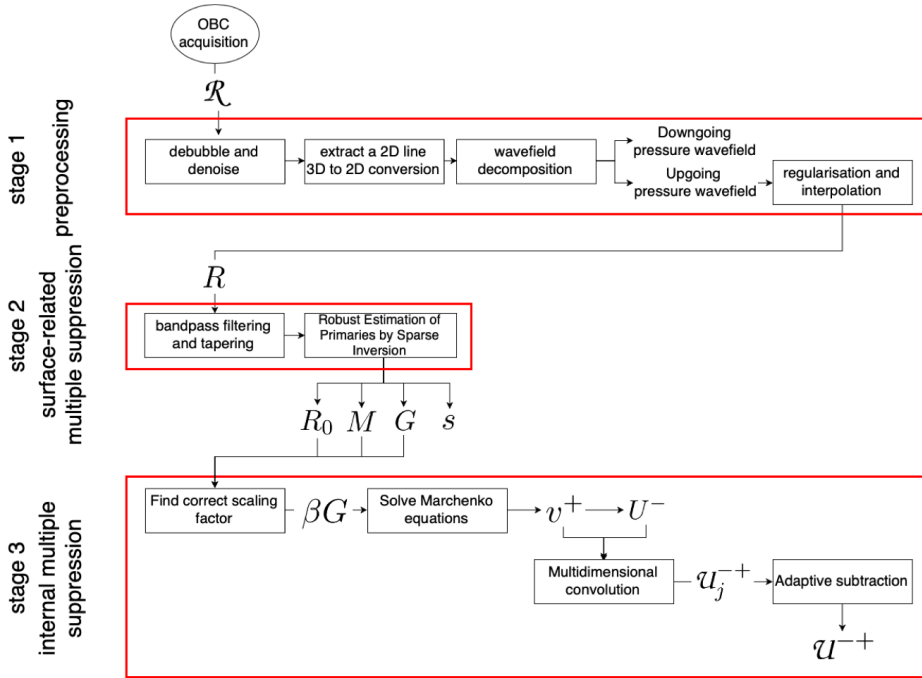 OBC
acquisition
ℛ
stage 1
preprocessing
debubble and
denoise
extract a 2D line
3D to 2D conversion
wavefield
decomposition
Downgoing
pressure wavefield
Upgoing
pressure wavefield
regularisation and
interpolation
R
stage 2
surface-related
multiple suppression
bandpass filtering
and tapering
Robust Estimation of
Primaries by Sparse
Inversion
R₀ M G s
stage 3
internal multiple
suppression
Find correct scaling
factor
βG
Solve Marchenko
equations
v⁺ U⁻
Multidimensional
convolution
𝒰ⱼ⁻⁺
Adaptive subtraction
𝒰⁻⁺